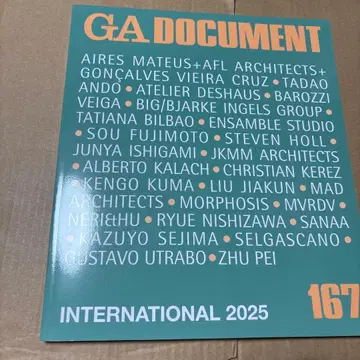 GA DOCUMENT
AIRES MATEUS+AFL ARCHITECTS+
GONÇALVES VIEIRA CRUZ • TADAO
ANDO • ATELIER DESHAUS • BAROZZI
VEIGA • BIG/BJARKE INGELS GROUP •
TATIANA BILBAO • ENSAMBLE STUDIO
• SOU FUJIMOTO • STEVEN HOLL •
JUNYA ISHIGAMI • JKMM ARCHITECTS
• ALBERTO KALACH • CHRISTIAN KEREZ
• KENGO KUMA • LIU JIAKUN • MAD
ARCHITECTS • MORPHOSIS • MVRDV •
NERI&HU • RYUE NISHIZAWA • SANAA
• KAZUYO SEJIMA • SELGASCANO •
GUSTAVO UTRABO • ZHU PEI
INTERNATIONAL 2025
167